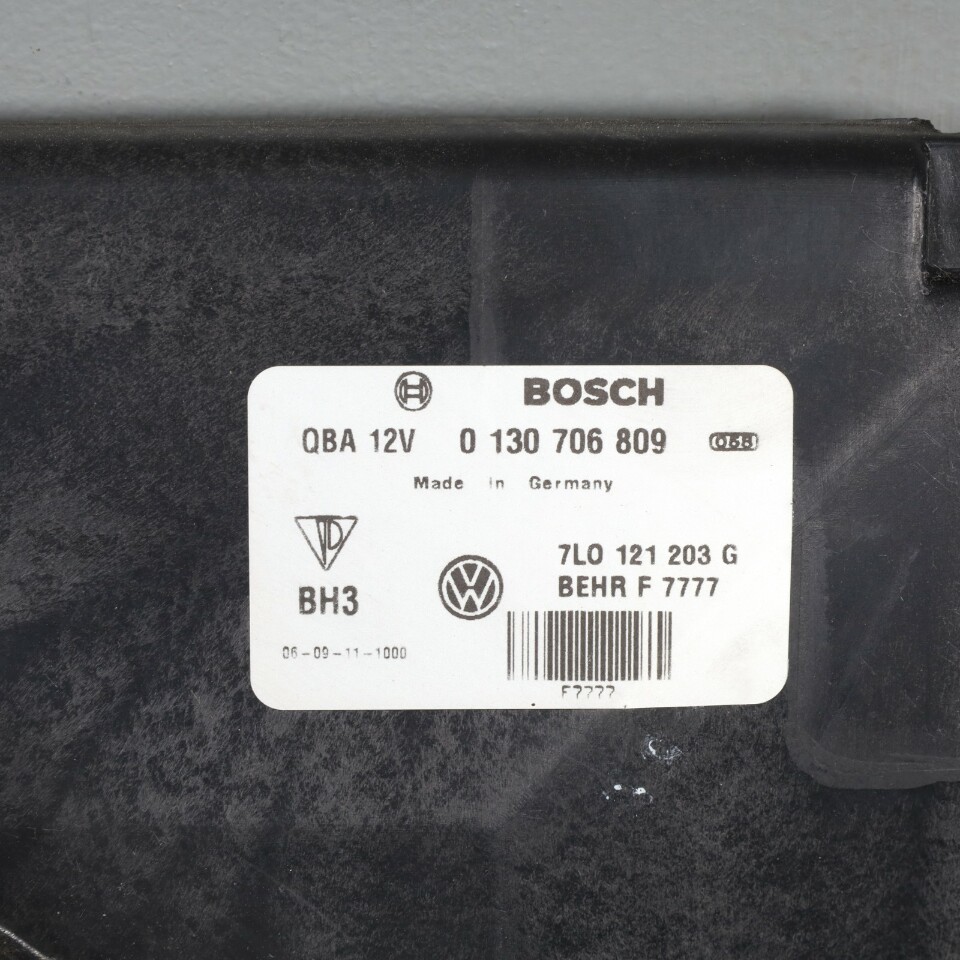 BOSCH
QBA 12V 0 130 706 809 058
Made in Germany
7L0 121 203 G
BH3 BEHR F 7777
06-09-11-1000
F7777